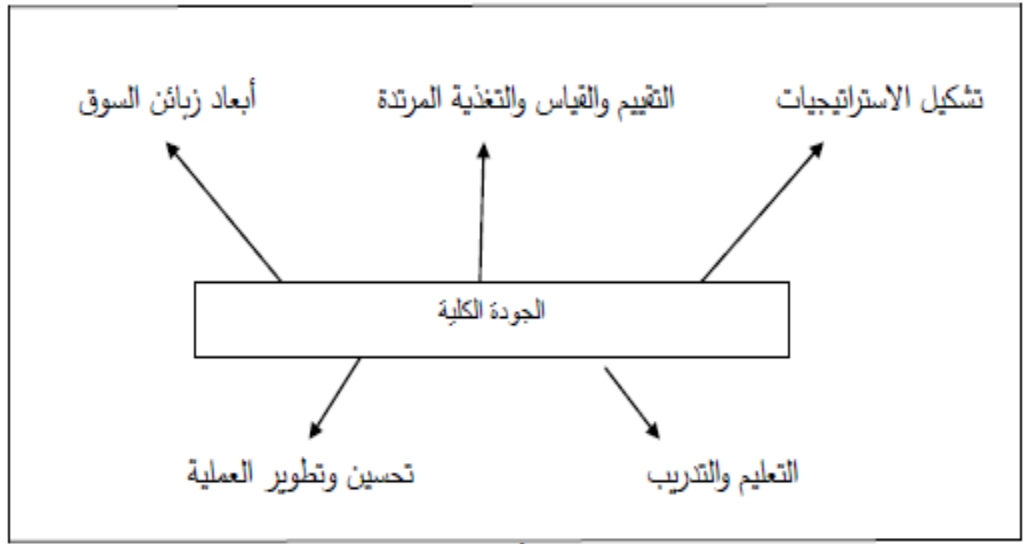 تشكيل الاستراتيجيات
التقييم والقياس والتغذية المرتدة
أبعاد زبائن السوق
الجودة الكلية
التعليم والتدريب
تحسين وتطوير العملية